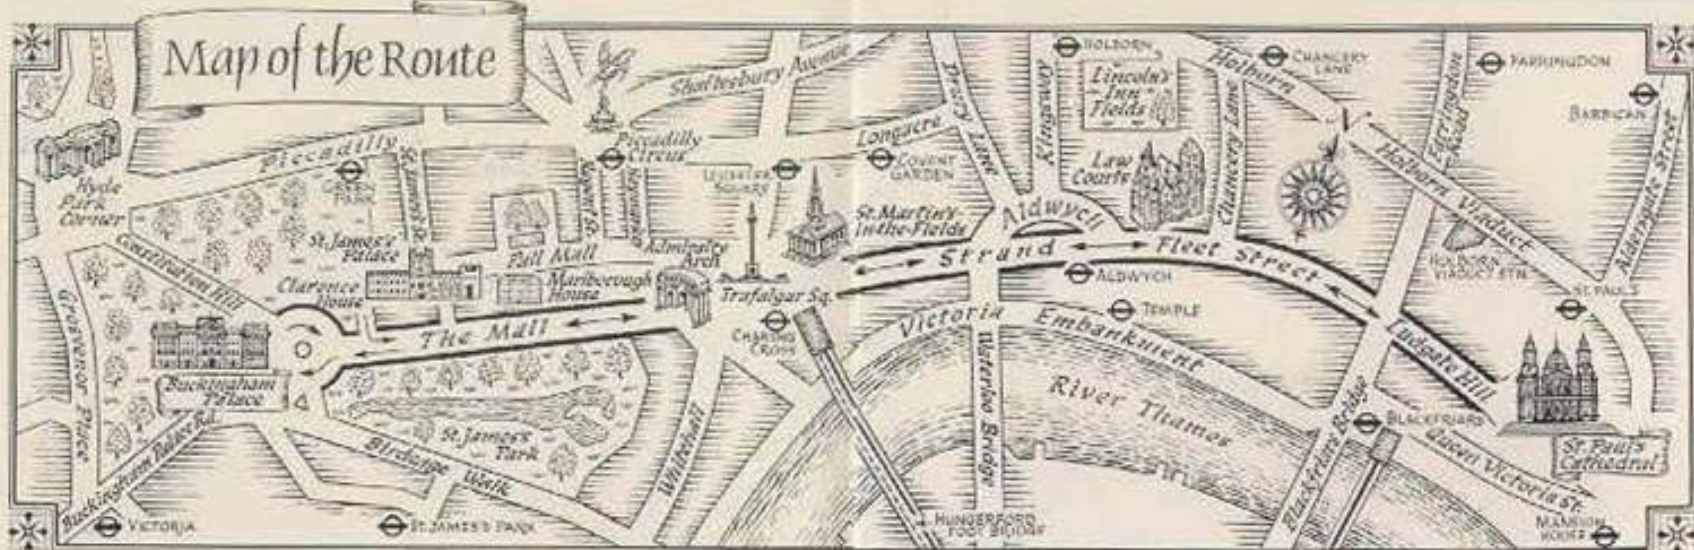 Map of the Route
Shaftesbury Avenue
Piccadilly
Piccadilly
Circus
Hyde
Park
Corner
GREEN
PARK
St. James's St.
Regent St.
Haymarket
LEICESTER
SQUARE
Longacre
COVENT
GARDEN
Drury Lane
Kingsway
HOLBORN
Lincoln's
Inn
Fields
Law
Courts
Chancery Lane
Holborn
CHANCERY
LANE
Farringdon
Road
FARRINGDON
BARBICAN
Aldersgate Street
Holborn Viaduct
HOLBORN
VIADUCT STN.
ST. PAUL'S
Constitution Hill
St. James's
Palace
Clarence
House
Pall Mall
Marlborough
House
Admiralty
Arch
Trafalgar Sq.
St. Martin's-
in-the-Fields
Aldwych
Strand
Fleet Street
ALDWYCH
TEMPLE
Ludgate Hill
The Mall
CHARING
CROSS
Victoria Embankment
Waterloo Bridge
River Thames
Grosvenor Place
Buckingham
Palace
Buckingham Palace Rd.
Birdcage Walk
St. James's
Park
Whitehall
VICTORIA
ST. JAMES'S PARK
HUNGERFORD
FOOT BRIDGE
Blackfriars Bridge
BLACKFRIARS
Queen Victoria St.
MANSION
HOUSE
St. Paul's
Cathedral